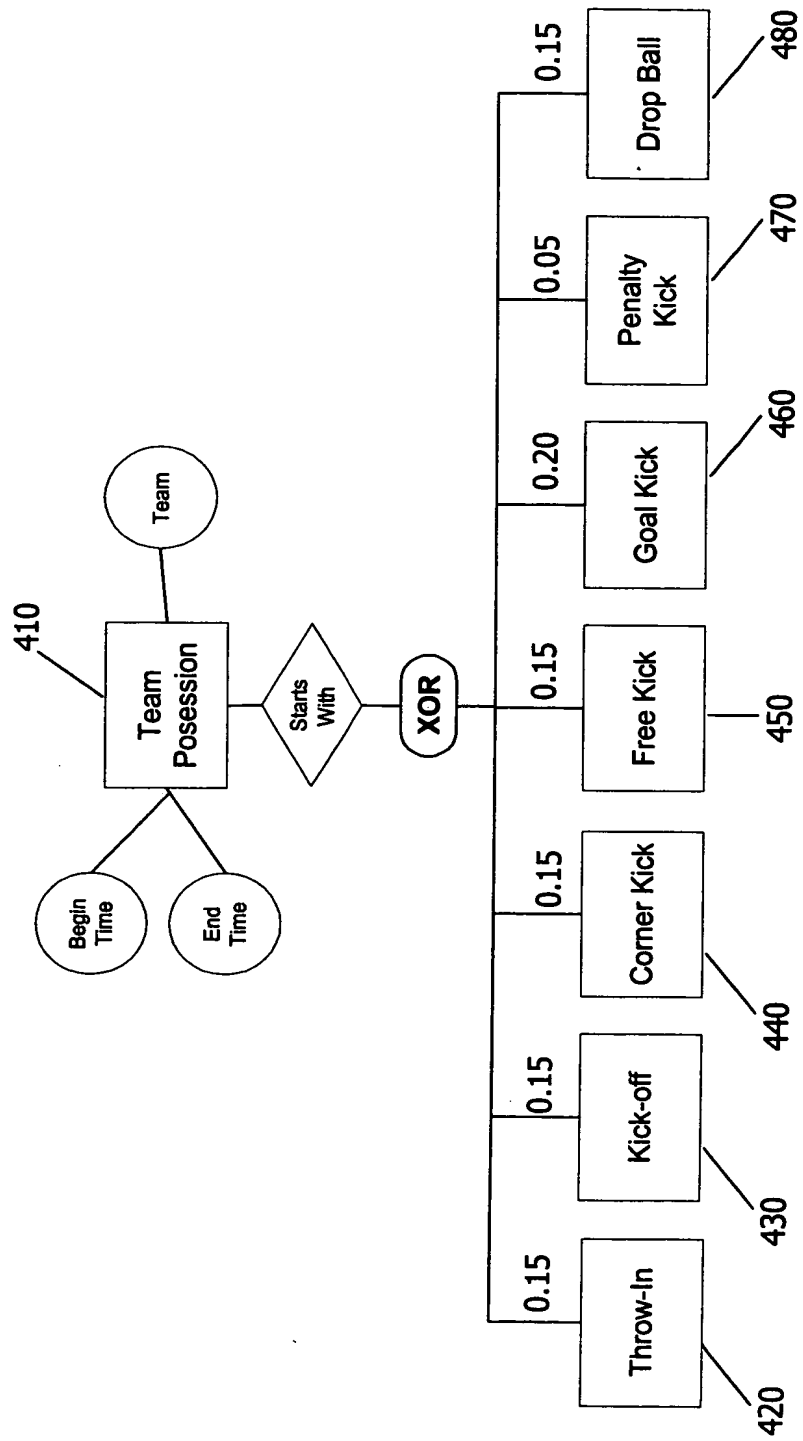 410
Begin
Time
End
Time
Team
Posession
Team
Starts
With
XOR
0.15
0.15
0.15
0.15
0.20
0.05
0.15
Throw-In
Kick-off
Corner Kick
Free Kick
Goal Kick
Penalty
Kick
Drop Ball
420
430
440
450
460
470
480